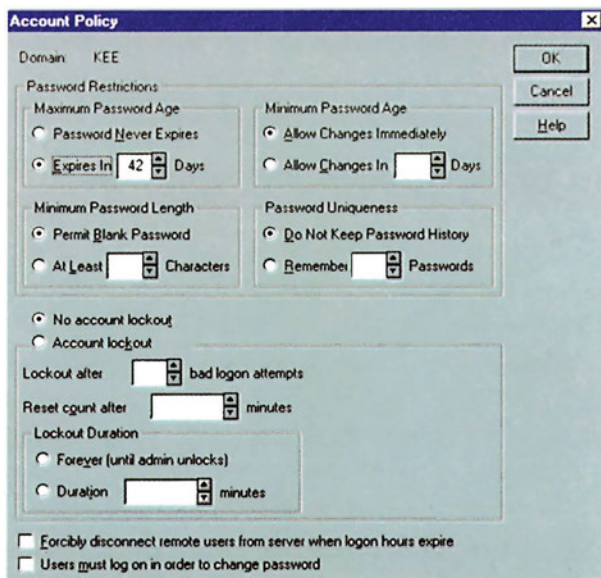 Account Policy
Domain: KEE
OK
Cancel
Help
Password Restrictions
Maximum Password Age
Password Never Expires
Expires In 42 Days
Minimum Password Age
Allow Changes Immediately
Allow Changes In Days
Minimum Password Length
Permit Blank Password
At Least Characters
Password Uniqueness
Do Not Keep Password History
Remember Passwords
No account lockout
Account lockout
Lockout after bad logon attempts
Reset count after minutes
Lockout Duration
Forever (until admin unlocks)
Duration minutes
Forcibly disconnect remote users from server when logon hours expire
Users must log on in order to change password